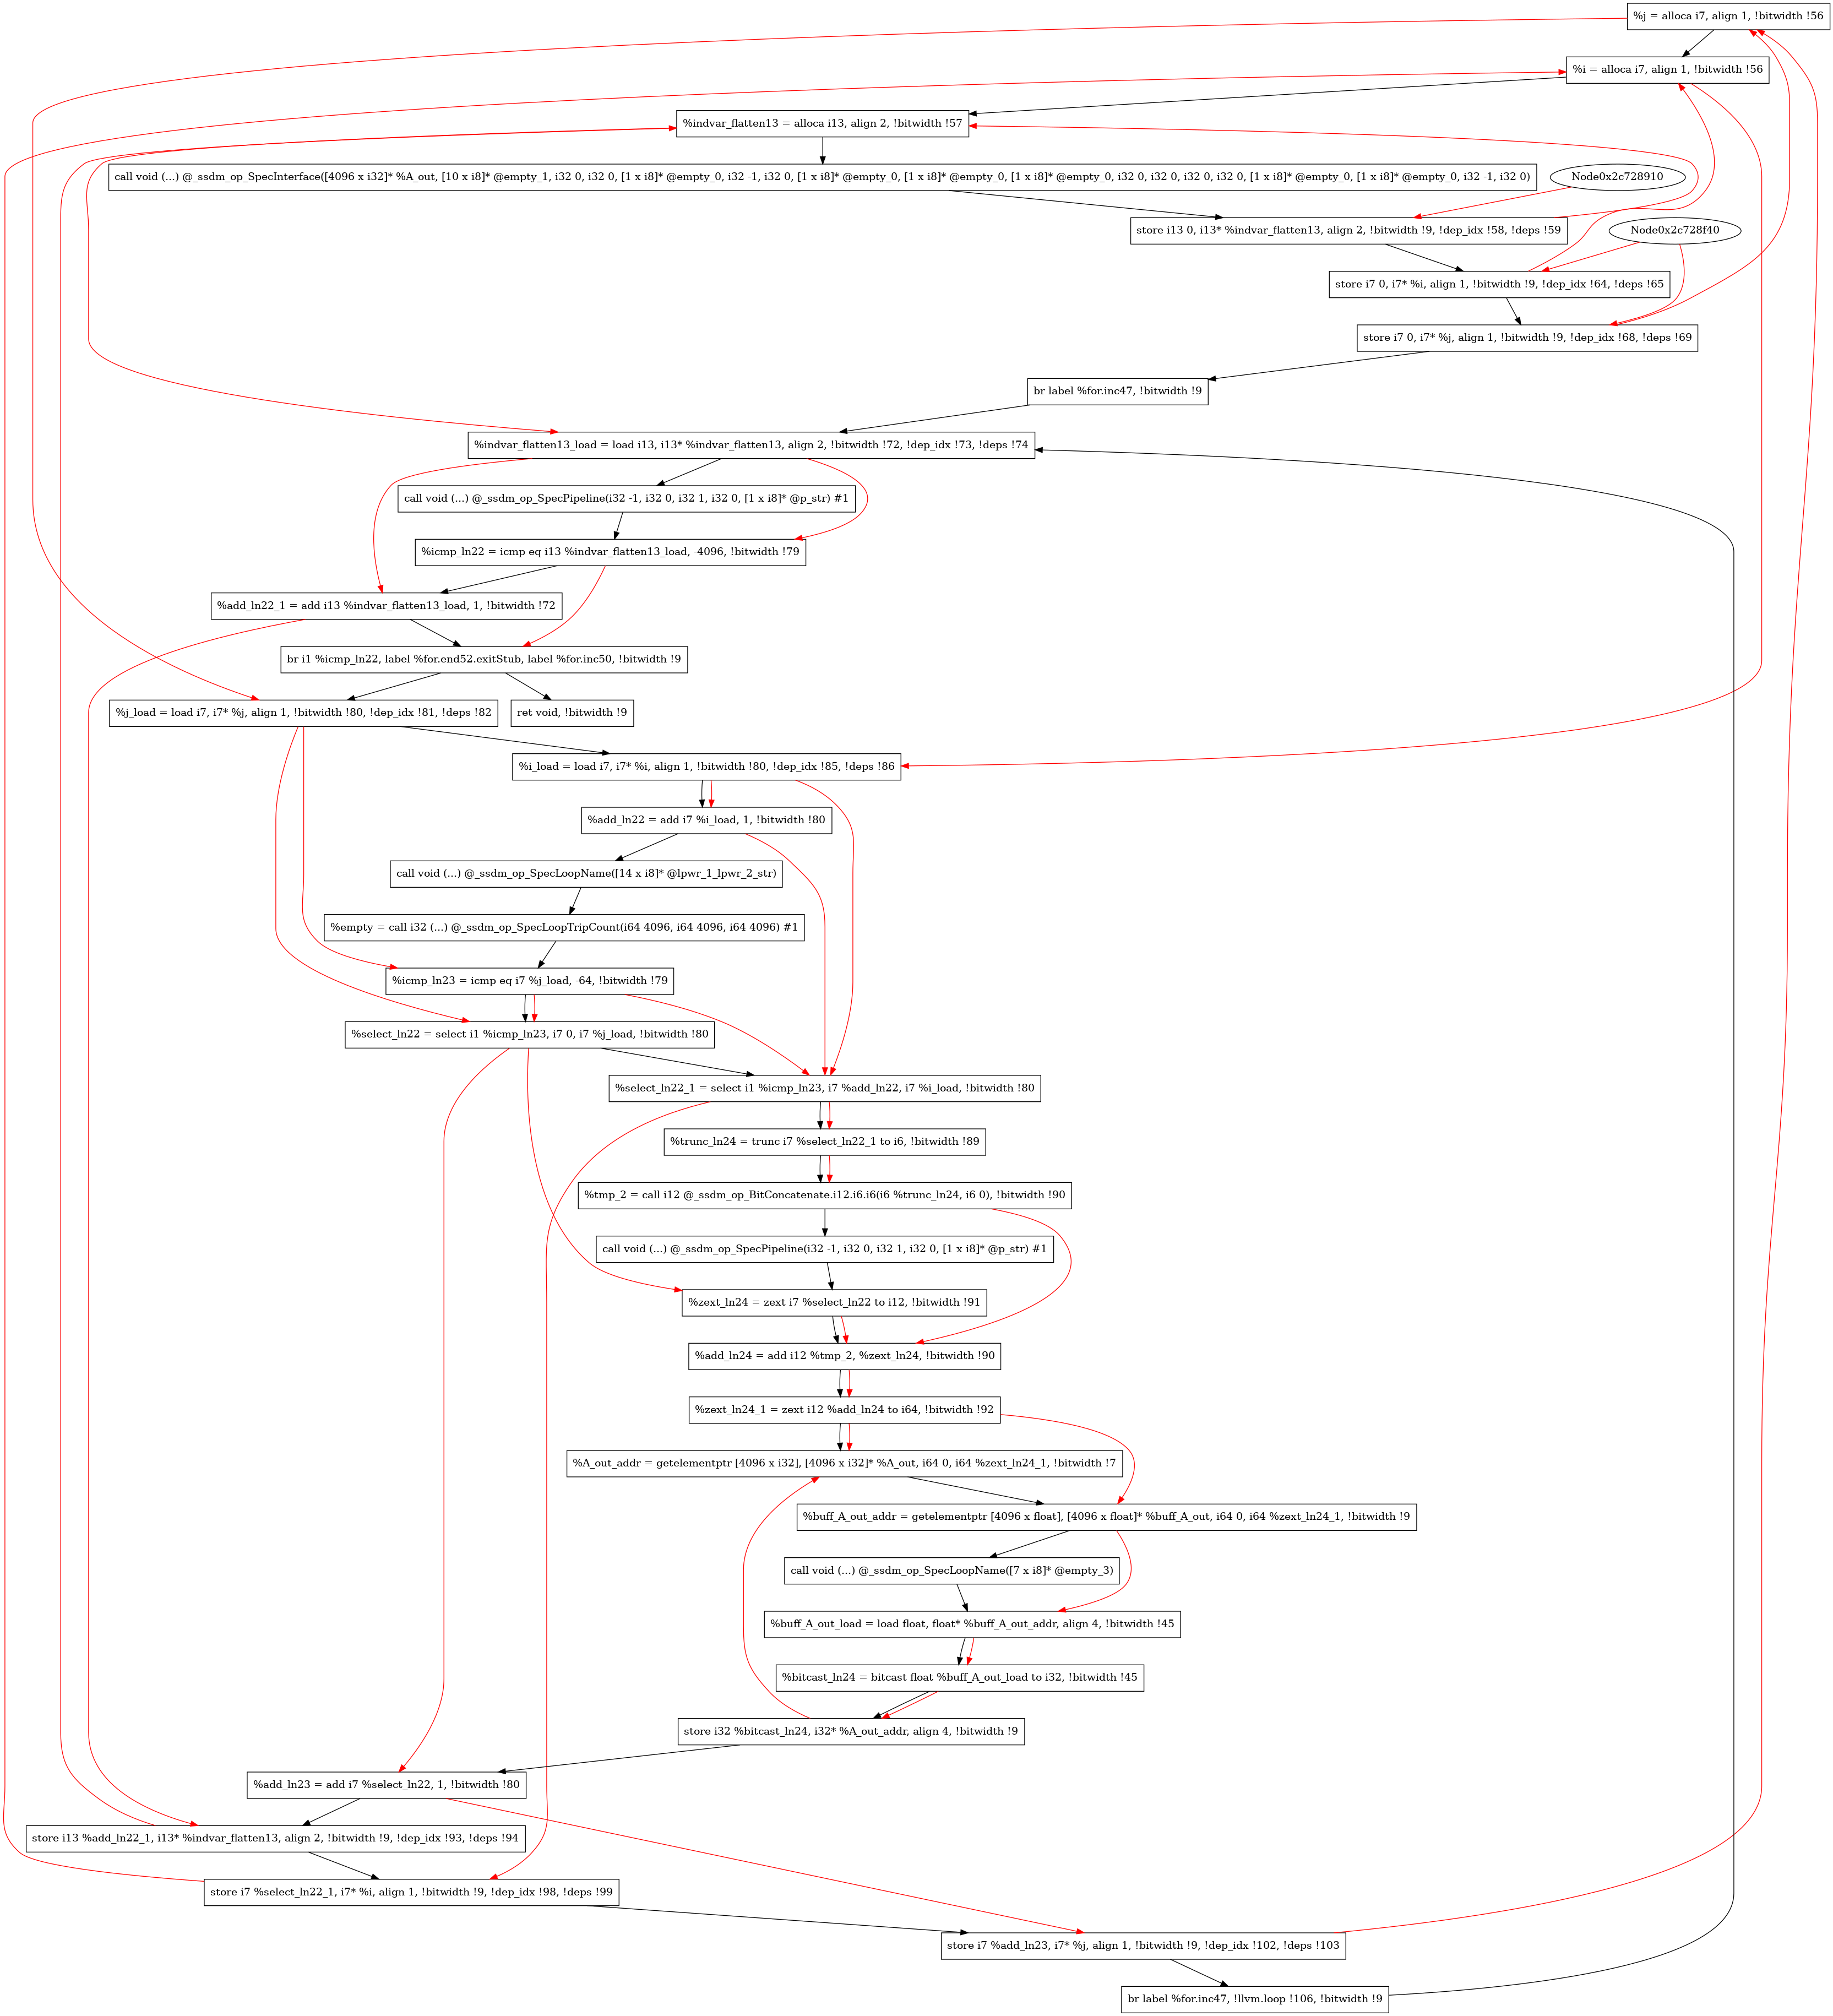 %j = alloca i7, align 1, !bitwidth !56
%i = alloca i7, align 1, !bitwidth !56
%indvar_flatten13 = alloca i13, align 2, !bitwidth !57
call void (...) @_ssdm_op_SpecInterface([4096 x i32]* %A_out, [10 x i8]* @empty_1, i32 0, i32 0, [1 x i8]* @empty_0, i32 -1, i32 0, [1 x i8]* @empty_0, [1 x i8]* @empty_0, [1 x i8]* @empty_0, i32 0, i32 0, i32 0, i32 0, [1 x i8]* @empty_0, [1 x i8]* @empty_0, i32 -1, i32 0)
Node0x2c728910
store i13 0, i13* %indvar_flatten13, align 2, !bitwidth !9, !dep_idx !58, !deps !59
Node0x2c728f40
store i7 0, i7* %i, align 1, !bitwidth !9, !dep_idx !64, !deps !65
store i7 0, i7* %j, align 1, !bitwidth !9, !dep_idx !68, !deps !69
br label %for.inc47, !bitwidth !9
%indvar_flatten13_load = load i13, i13* %indvar_flatten13, align 2, !bitwidth !72, !dep_idx !73, !deps !74
call void (...) @_ssdm_op_SpecPipeline(i32 -1, i32 0, i32 1, i32 0, [1 x i8]* @p_str) #1
%icmp_ln22 = icmp eq i13 %indvar_flatten13_load, -4096, !bitwidth !79
%add_ln22_1 = add i13 %indvar_flatten13_load, 1, !bitwidth !72
br i1 %icmp_ln22, label %for.end52.exitStub, label %for.inc50, !bitwidth !9
%j_load = load i7, i7* %j, align 1, !bitwidth !80, !dep_idx !81, !deps !82
ret void, !bitwidth !9
%i_load = load i7, i7* %i, align 1, !bitwidth !80, !dep_idx !85, !deps !86
%add_ln22 = add i7 %i_load, 1, !bitwidth !80
call void (...) @_ssdm_op_SpecLoopName([14 x i8]* @lpwr_1_lpwr_2_str)
%empty = call i32 (...) @_ssdm_op_SpecLoopTripCount(i64 4096, i64 4096, i64 4096) #1
%icmp_ln23 = icmp eq i7 %j_load, -64, !bitwidth !79
%select_ln22 = select i1 %icmp_ln23, i7 0, i7 %j_load, !bitwidth !80
%select_ln22_1 = select i1 %icmp_ln23, i7 %add_ln22, i7 %i_load, !bitwidth !80
%trunc_ln24 = trunc i7 %select_ln22_1 to i6, !bitwidth !89
%tmp_2 = call i12 @_ssdm_op_BitConcatenate.i12.i6.i6(i6 %trunc_ln24, i6 0), !bitwidth !90
call void (...) @_ssdm_op_SpecPipeline(i32 -1, i32 0, i32 1, i32 0, [1 x i8]* @p_str) #1
%zext_ln24 = zext i7 %select_ln22 to i12, !bitwidth !91
%add_ln24 = add i12 %tmp_2, %zext_ln24, !bitwidth !90
%zext_ln24_1 = zext i12 %add_ln24 to i64, !bitwidth !92
%A_out_addr = getelementptr [4096 x i32], [4096 x i32]* %A_out, i64 0, i64 %zext_ln24_1, !bitwidth !7
%buff_A_out_addr = getelementptr [4096 x float], [4096 x float]* %buff_A_out, i64 0, i64 %zext_ln24_1, !bitwidth !9
call void (...) @_ssdm_op_SpecLoopName([7 x i8]* @empty_3)
%buff_A_out_load = load float, float* %buff_A_out_addr, align 4, !bitwidth !45
%bitcast_ln24 = bitcast float %buff_A_out_load to i32, !bitwidth !45
store i32 %bitcast_ln24, i32* %A_out_addr, align 4, !bitwidth !9
%add_ln23 = add i7 %select_ln22, 1, !bitwidth !80
store i13 %add_ln22_1, i13* %indvar_flatten13, align 2, !bitwidth !9, !dep_idx !93, !deps !94
store i7 %select_ln22_1, i7* %i, align 1, !bitwidth !9, !dep_idx !98, !deps !99
store i7 %add_ln23, i7* %j, align 1, !bitwidth !9, !dep_idx !102, !deps !103
br label %for.inc47, !llvm.loop !106, !bitwidth !9